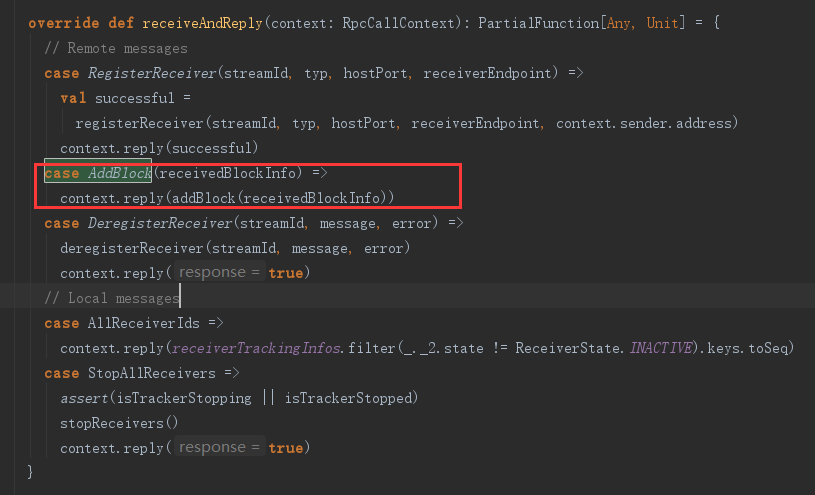 override def receiveAndReply(context: RpcCallContext): PartialFunction[Any, Unit] = {
// Remote messages
case RegisterReceiver(streamId, typ, hostPort, receiverEndpoint) =>
val successful =
registerReceiver(streamId, typ, hostPort, receiverEndpoint, context.sender.address)
context.reply(successful)
case AddBlock(receivedBlockInfo) =>
context.reply(addBlock(receivedBlockInfo))
case DeregisterReceiver(streamId, message, error) =>
deregisterReceiver(streamId, message, error)
context.reply( response = true)
// Local messages
case AllReceiverIds =>
context.reply(receiverTrackingInfos.filter(_._2.state != ReceiverState.INACTIVE).keys.toSeq)
case StopAllReceivers =>
assert(isTrackerStopping || isTrackerStopped)
stopReceivers()
context.reply( response = true)
}